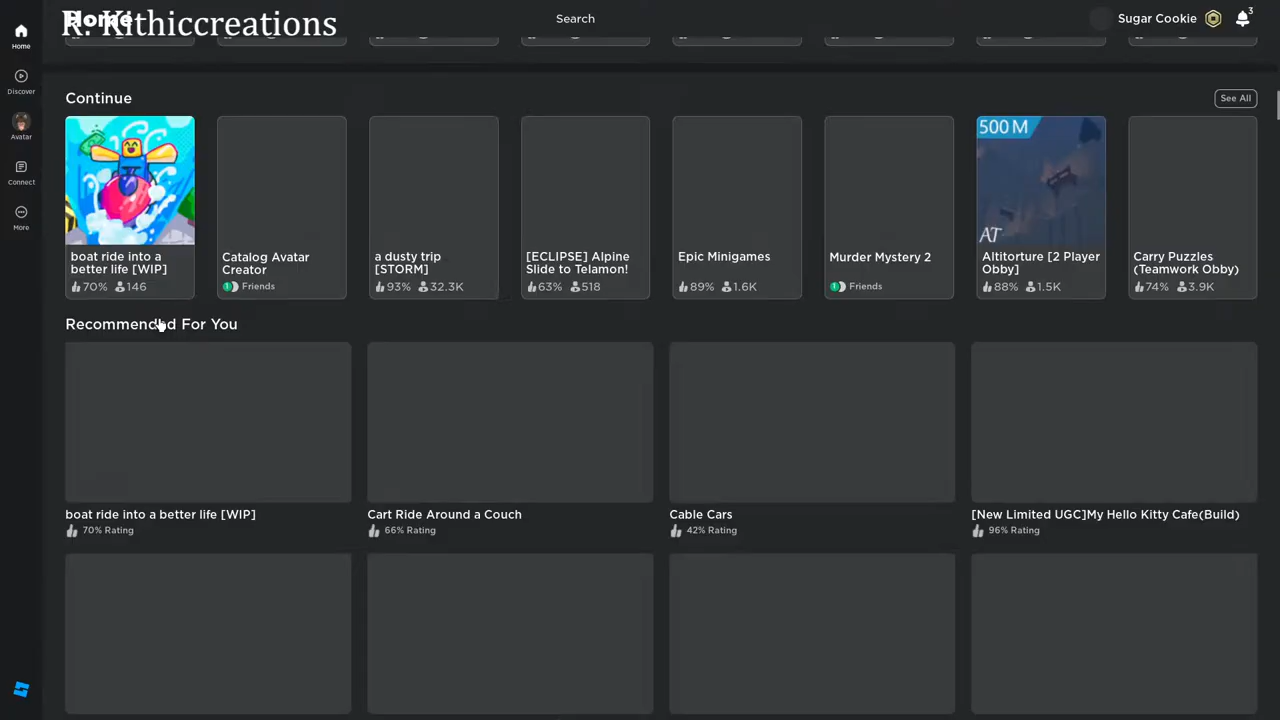 Home
R. Kithiccreations
Search
Sugar Cookie
3
Home
Discover
Avatar
Connect
More
Continue
See All
500 M
AT
boat ride into a
better life [WIP]
70% 146
Catalog Avatar
Creator
1 Friends
a dusty trip
[STORM]
93% 32.3K
[ECLIPSE] Alpine
Slide to Telamon!
63% 518
Epic Minigames
89% 1.6K
Murder Mystery 2
1 Friends
Altitorture [2 Player
Obby]
88% 1.5K
Carry Puzzles
(Teamwork Obby)
74% 3.9K
Recommended For You
boat ride into a better life [WIP]
70% Rating
Cart Ride Around a Couch
66% Rating
Cable Cars
42% Rating
[New Limited UGC]My Hello Kitty Cafe(Build)
96% Rating